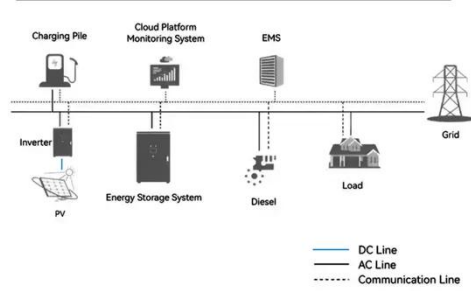 Charging Pile
Cloud Platform
Monitoring System
EMS
Grid
Inverter
PV
Energy Storage System
Diesel
Load
DC Line
AC Line
Communication Line